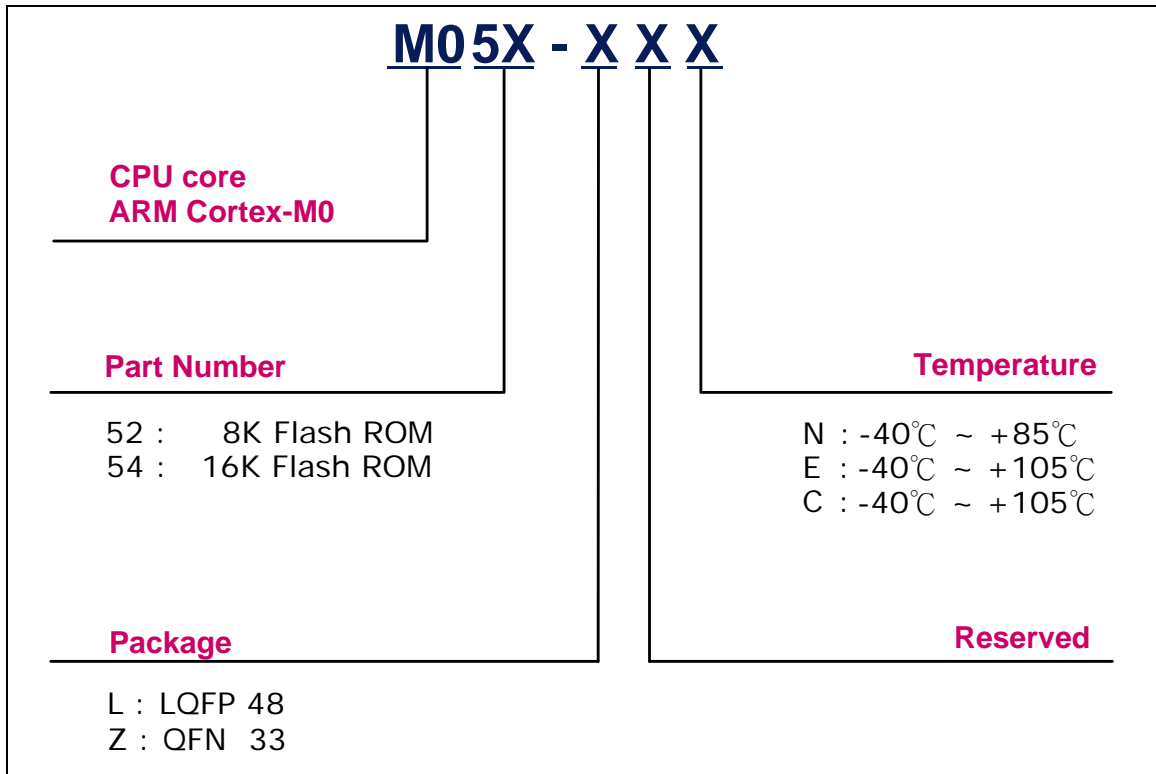 M05X - X X X
CPU core
ARM Cortex-M0
Part Number
52 : 8K Flash ROM
54 : 16K Flash ROM
Temperature
N : -40℃ ~ +85℃
E : -40℃ ~ +105℃
C : -40℃ ~ +105℃
Package
L : LQFP 48
Z : QFN 33
Reserved